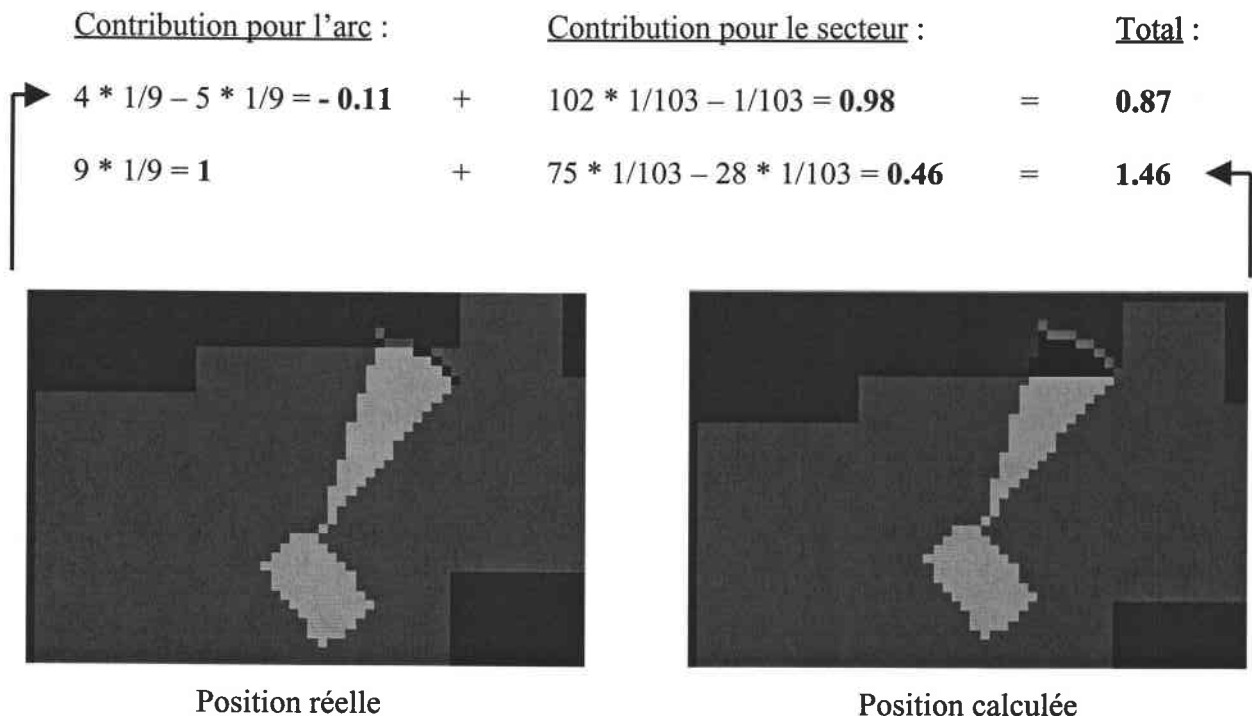 Contribution pour l'arc : Contribution pour le secteur : Total :
4 * 1/9 – 5 * 1/9 = - 0.11 + 102 * 1/103 – 1/103 = 0.98 = 0.87
9 * 1/9 = 1 + 75 * 1/103 – 28 * 1/103 = 0.46 = 1.46
Position réelle Position calculée